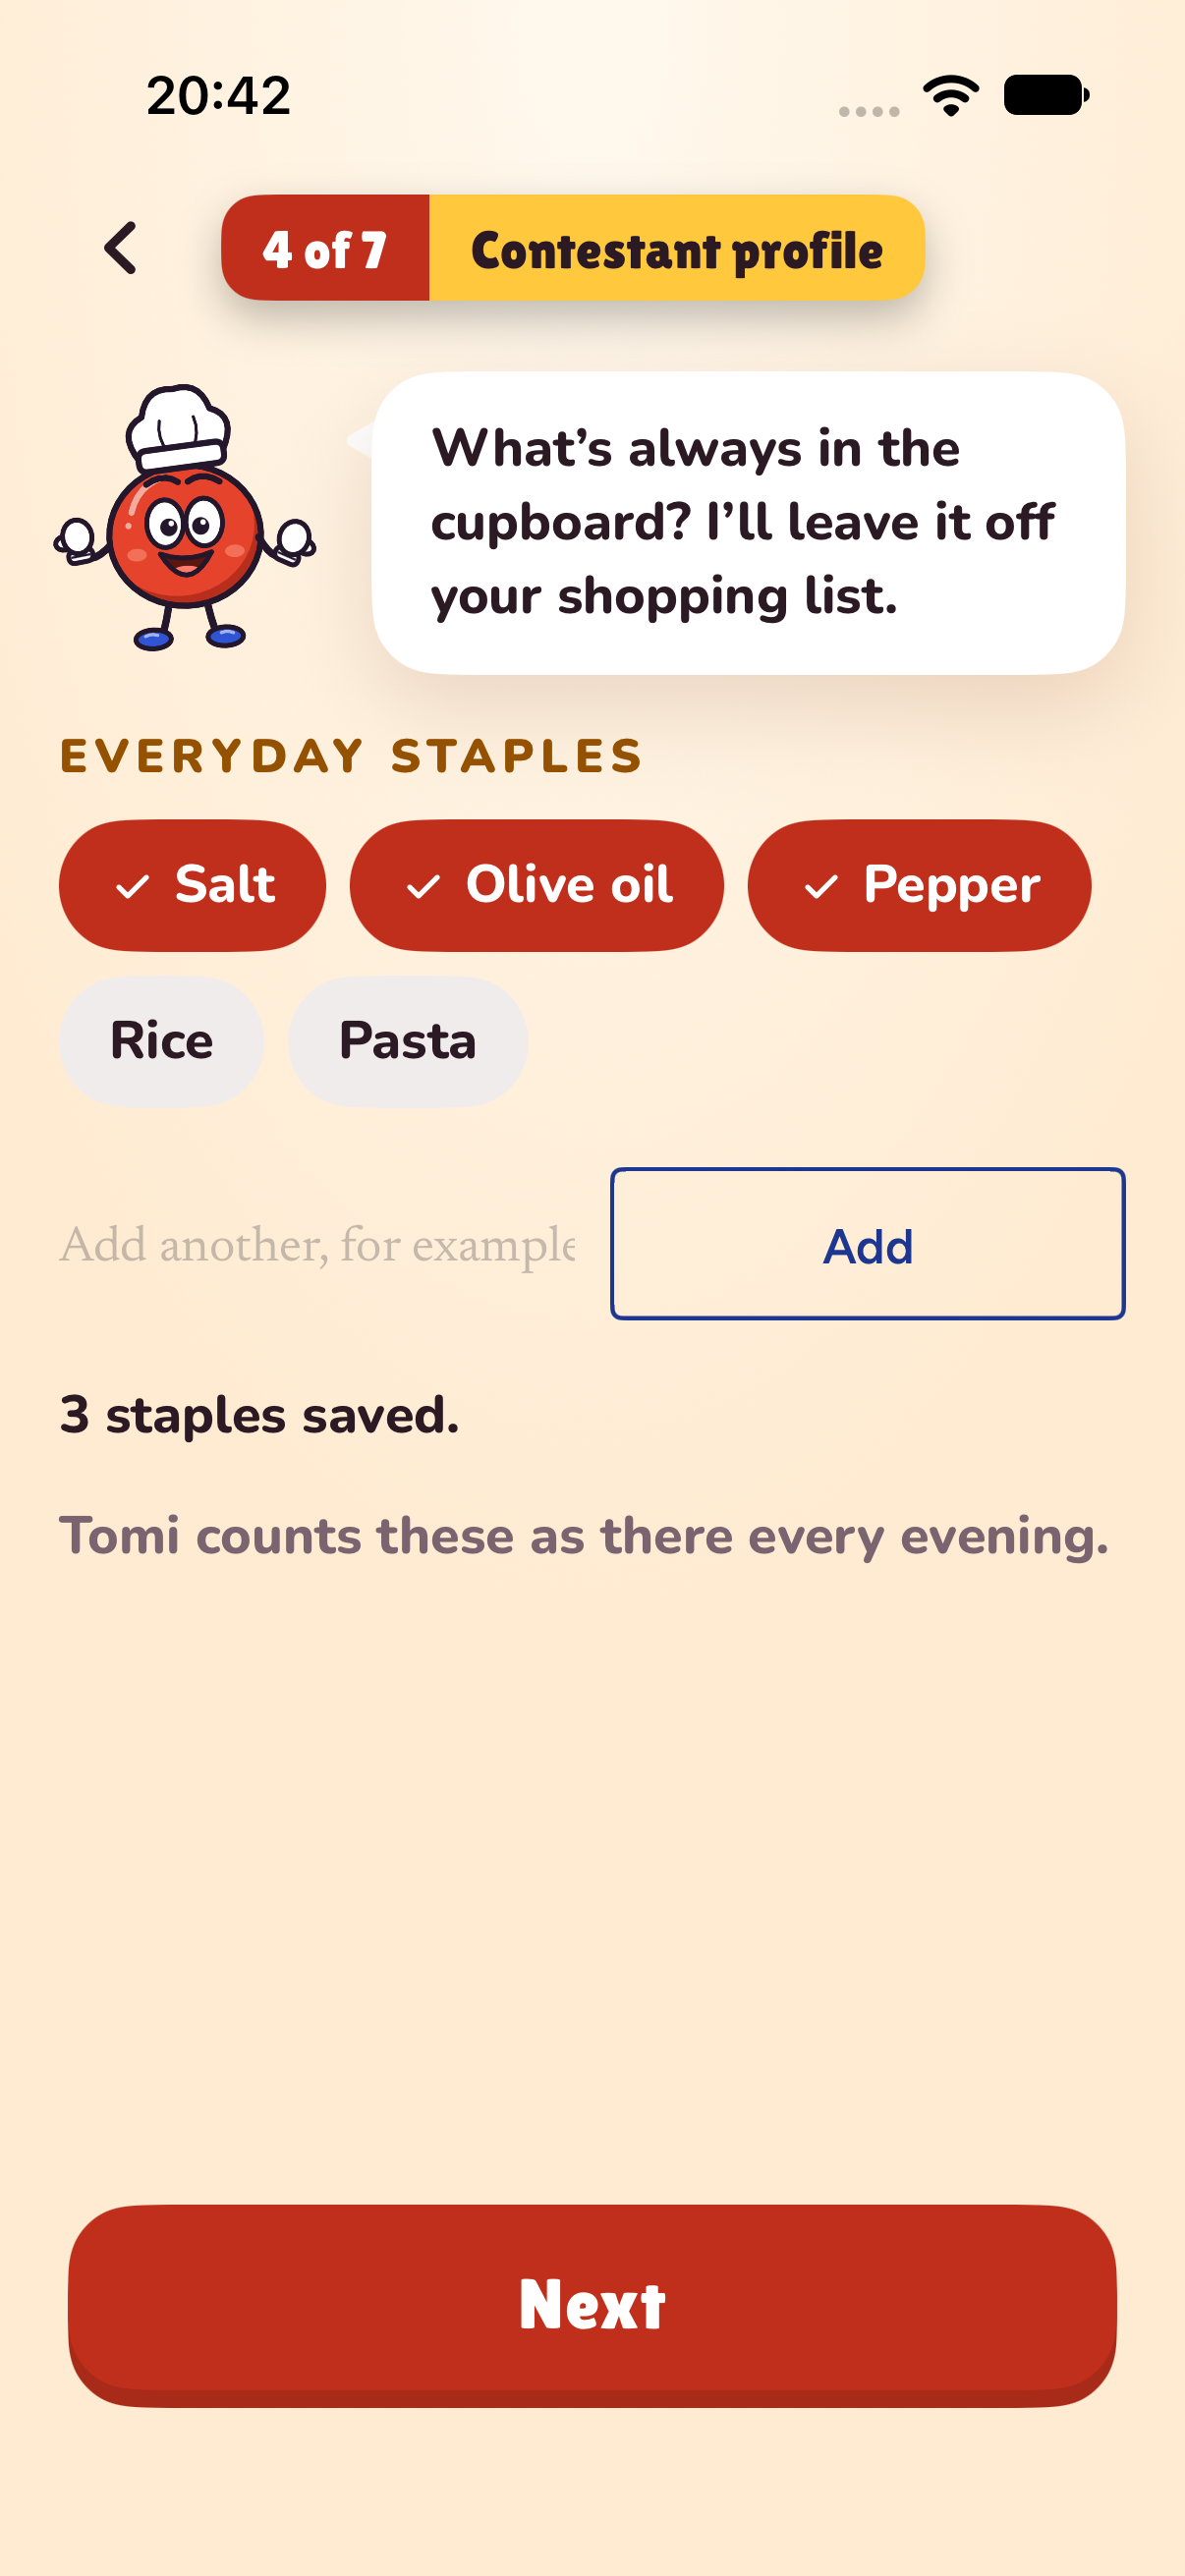 20:42
4 of 7 Contestant profile
What’s always in the
cupboard? I’ll leave it off
your shopping list.
EVERYDAY STAPLES
Salt Olive oil Pepper
Rice Pasta
Add another, for example Add
3 staples saved.
Tomi counts these as there every evening.
Next